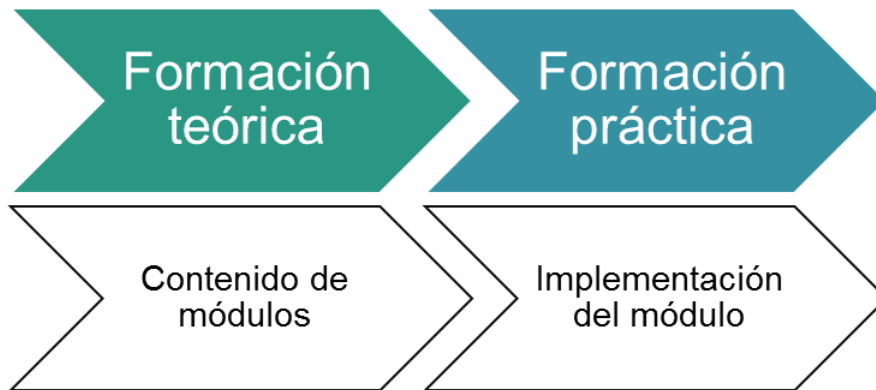 Formación
teórica
Formación
práctica
Contenido de
módulos
Implementación
del módulo